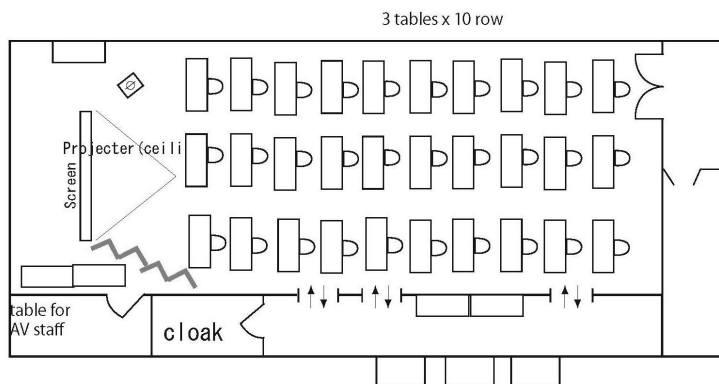 3 tables x 10 row
Projecter(ceili
Screen
table for
AV staff
cloak